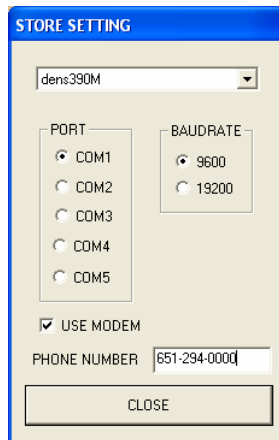 STORE SETTING
dens390M
PORT
COM1
COM2
COM3
COM4
COM5
BAUDRATE
9600
19200
USE MODEM
PHONE NUMBER 651-294-0000
CLOSE